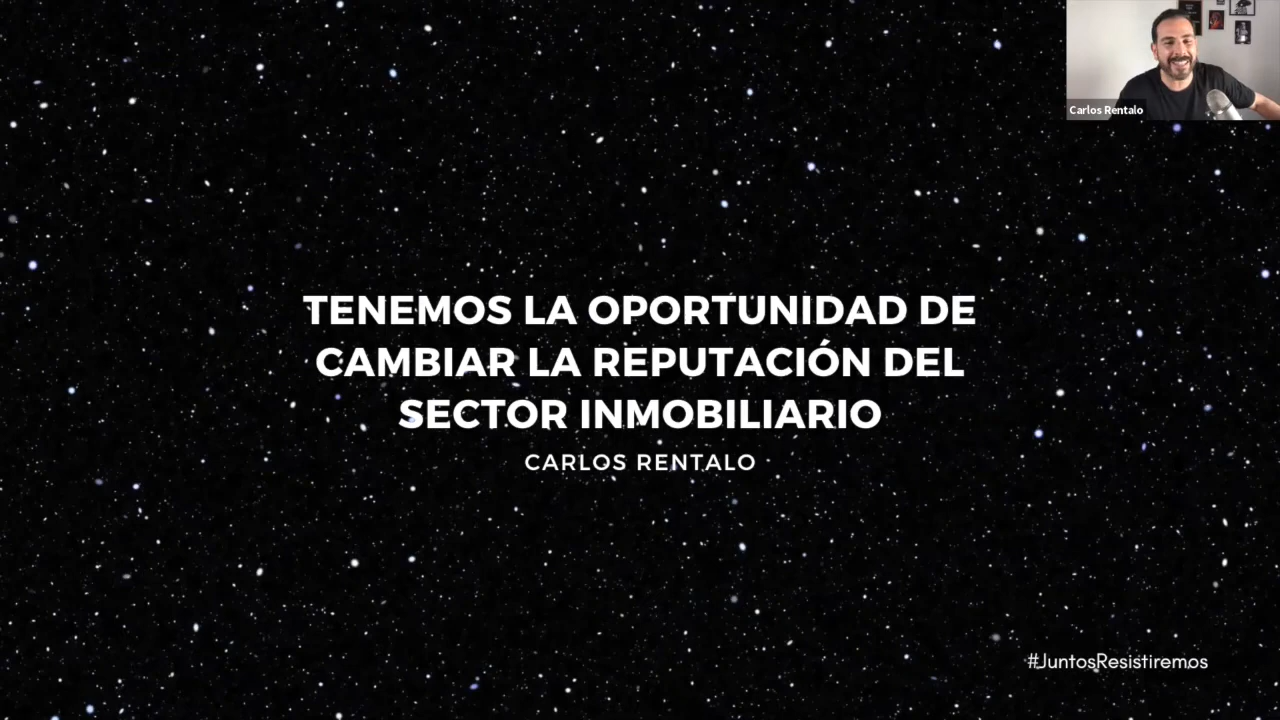 Carlos Rentalo
TENEMOS LA OPORTUNIDAD DE
CAMBIAR LA REPUTACIÓN DEL
SECTOR INMOBILIARIO
CARLOS RENTALO
#JuntosResistiremos